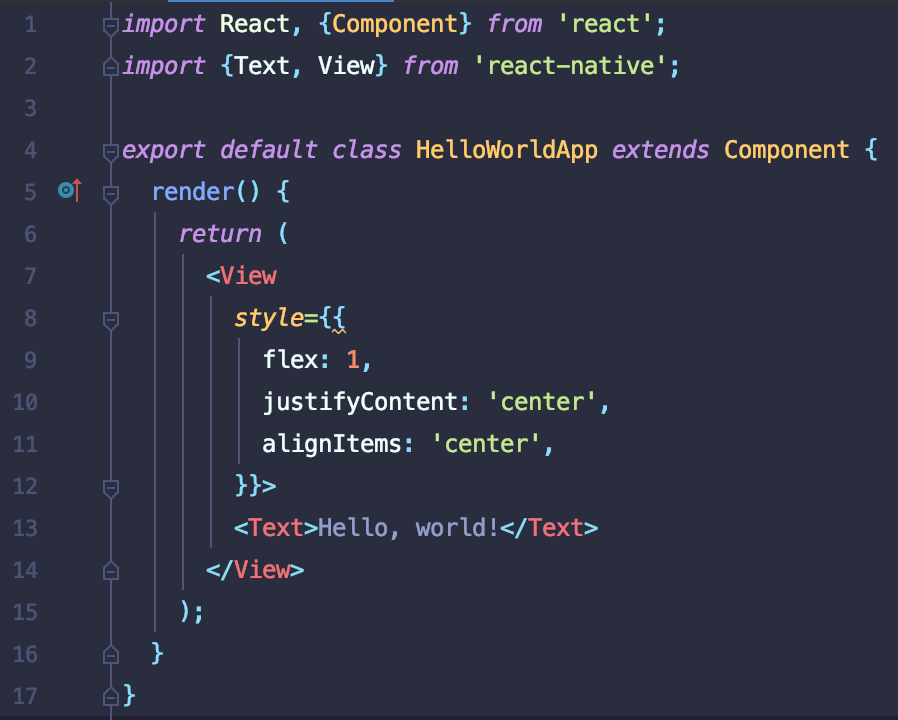 1 import React, {Component} from 'react';
2 import {Text, View} from 'react-native';
3
4 export default class HelloWorldApp extends Component {
5   render() {
6     return (
7       <View
8         style={{
9           flex: 1,
10           justifyContent: 'center',
11           alignItems: 'center',
12         }}>
13         <Text>Hello, world!</Text>
14       </View>
15     );
16   }
17 }